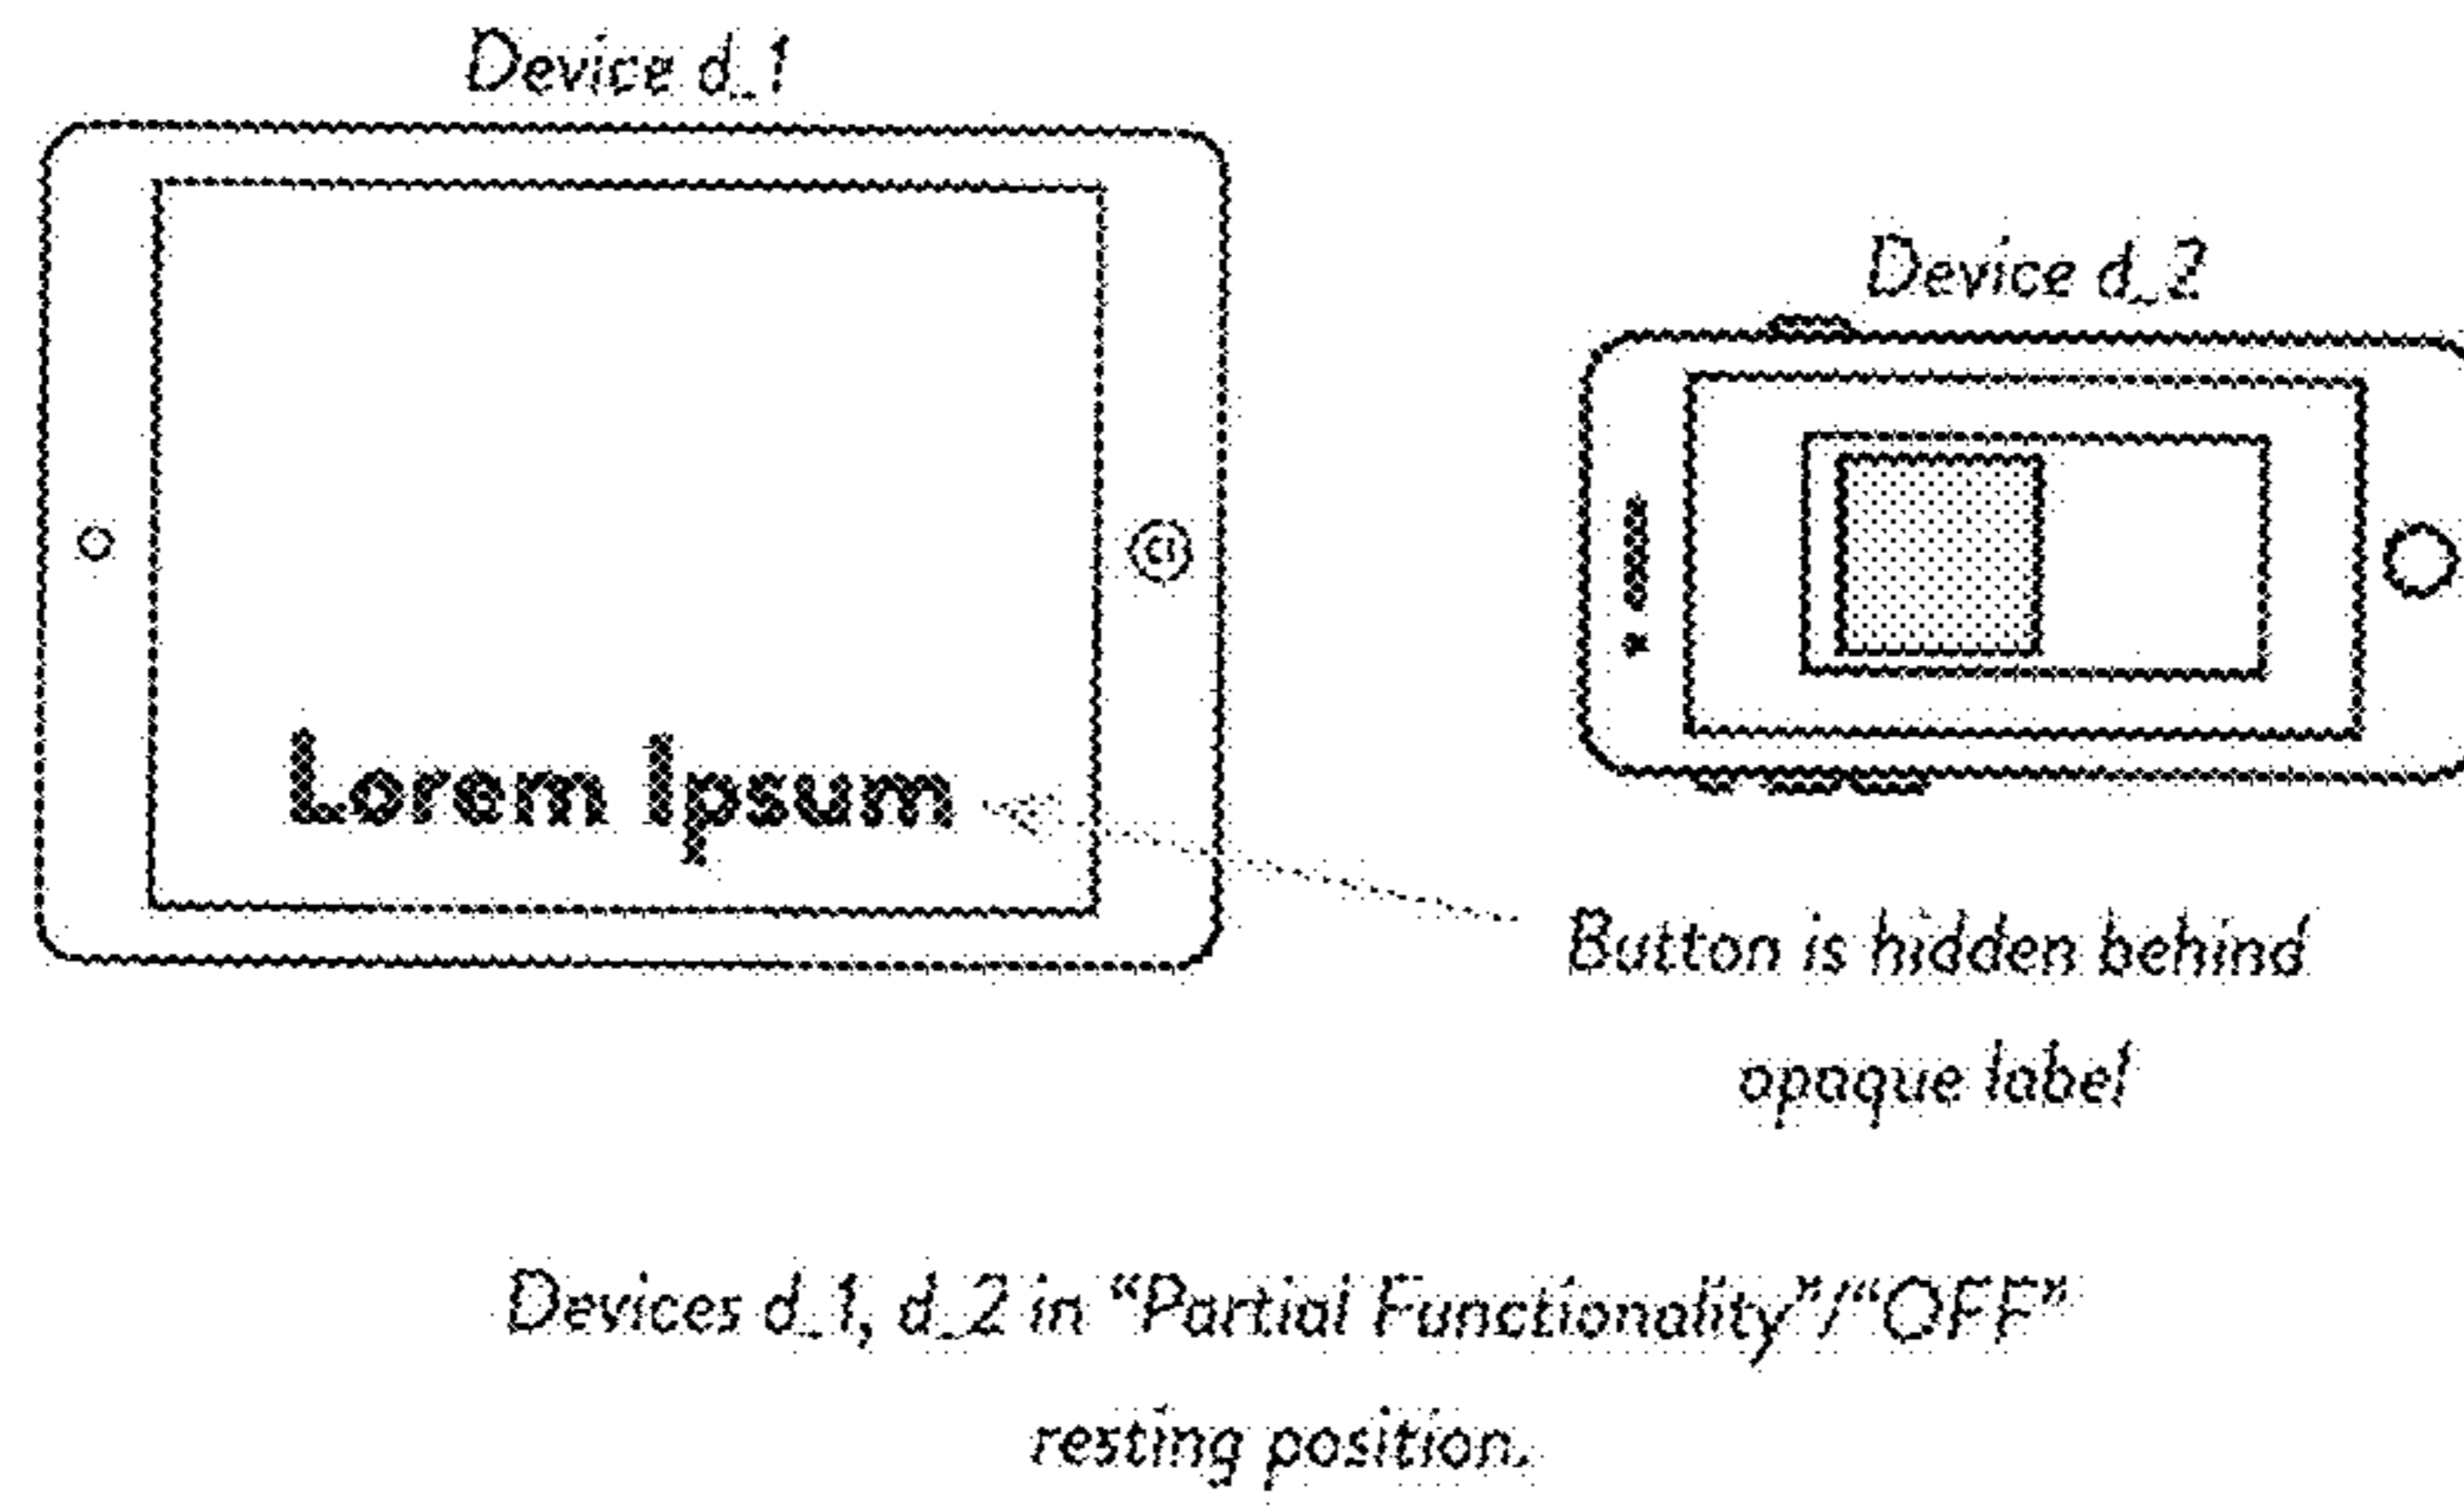 Device d_1
Device d_2
Lorem Ipsum
Button is hidden behind
opaque label
Devices d_1, d_2 in “Partial Functionality”/“OFF”
resting position.